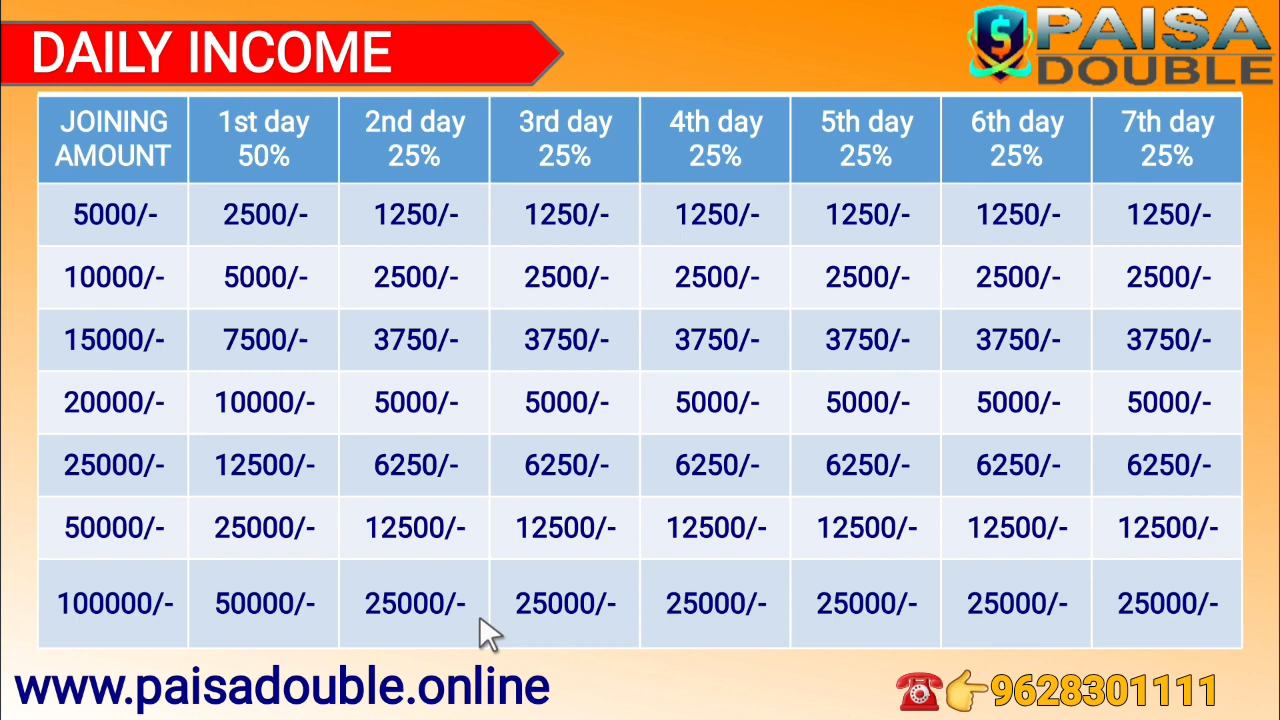 DAILY INCOME
PAISA
DOUBLE
JOINING AMOUNT 1st day 50% 2nd day 25% 3rd day 25% 4th day 25% 5th day 25% 6th day 25% 7th day 25%
5000/- 2500/- 1250/- 1250/- 1250/- 1250/- 1250/- 1250/-
10000/- 5000/- 2500/- 2500/- 2500/- 2500/- 2500/- 2500/-
15000/- 7500/- 3750/- 3750/- 3750/- 3750/- 3750/- 3750/-
20000/- 10000/- 5000/- 5000/- 5000/- 5000/- 5000/- 5000/-
25000/- 12500/- 6250/- 6250/- 6250/- 6250/- 6250/- 6250/-
50000/- 25000/- 12500/- 12500/- 12500/- 12500/- 12500/- 12500/-
100000/- 50000/- 25000/- 25000/- 25000/- 25000/- 25000/- 25000/-
www.paisadouble.online
☎️👉9628301111